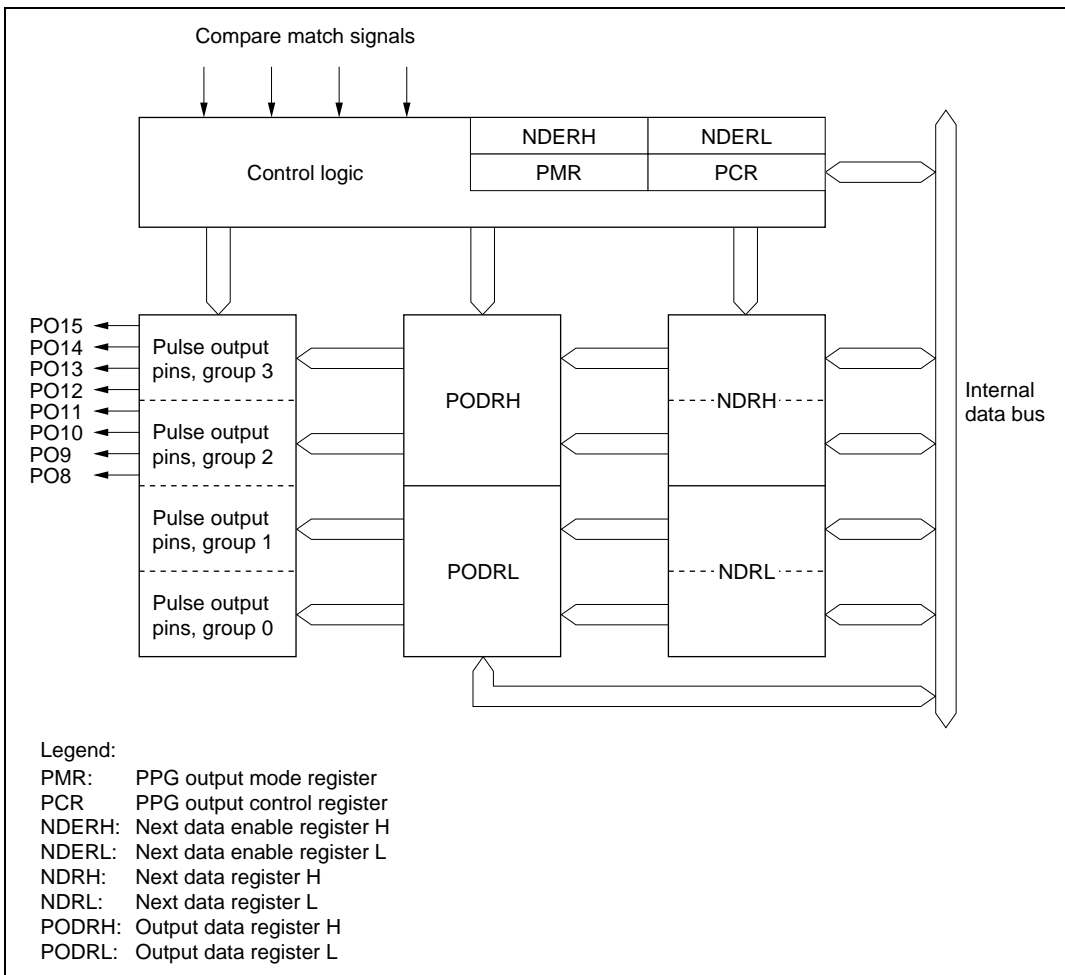 Compare match signals
NDERH
NDERL
Control logic
PMR
PCR
PO15
PO14
PO13
PO12
PO11
PO10
PO9
PO8
Pulse output
pins, group 3
Pulse output
pins, group 2
Pulse output
pins, group 1
Pulse output
pins, group 0
PODRH
PODRL
NDRH
NDRL
Internal
data bus
Legend:
PMR: PPG output mode register
PCR PPG output control register
NDERH: Next data enable register H
NDERL: Next data enable register L
NDRH: Next data register H
NDRL: Next data register L
PODRH: Output data register H
PODRL: Output data register L